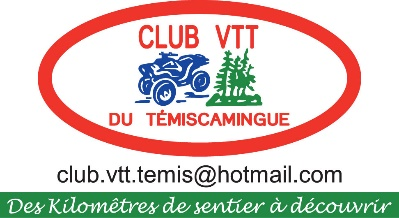 CLUB VTT
DU TÉMISCAMINGUE
club.vtt.temis@hotmail.com
Des Kilomètres de sentier à découvrir